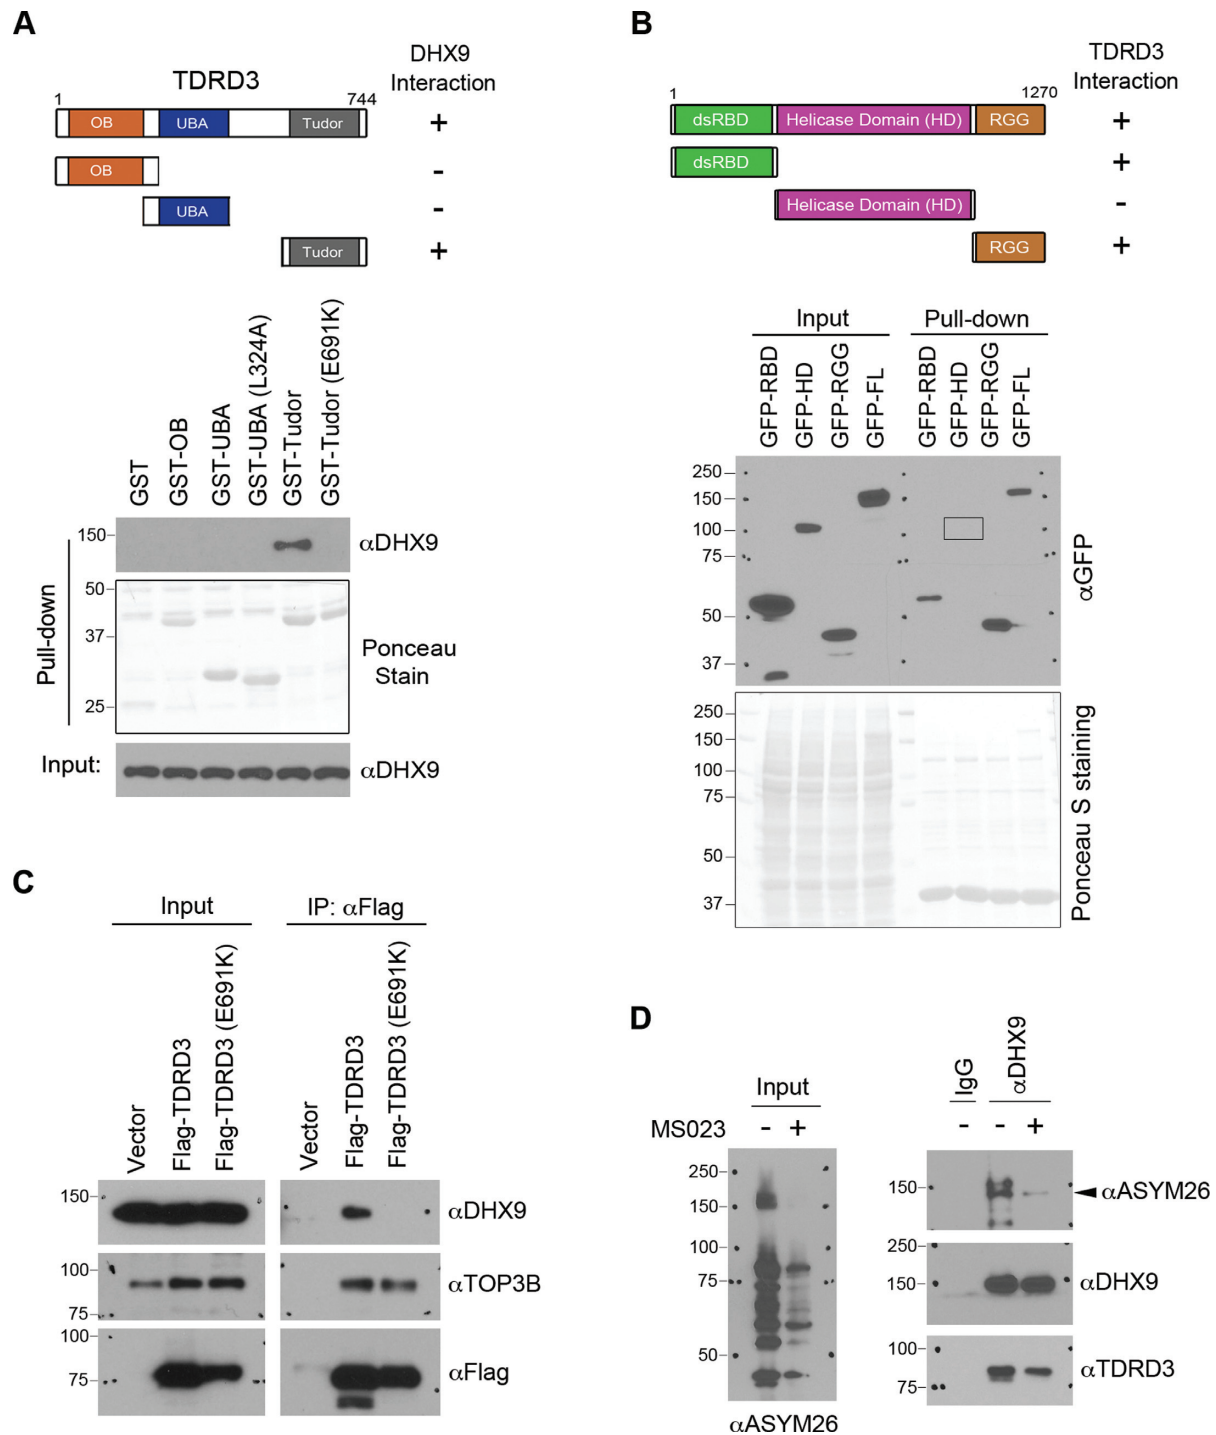 A
TDRD3
DHX9
Interaction
1
744
OB
UBA
Tudor
+
OB
-
UBA
-
Tudor
+
GST
GST-OB
GST-UBA
GST-UBA (L324A)
GST-Tudor
GST-Tudor (E691K)
Pull-down
150
αDHX9
50
37
25
Ponceau
Stain
Input:
αDHX9
B
TDRD3
Interaction
1
1270
dsRBD
Helicase Domain (HD)
RGG
+
dsRBD
+
Helicase Domain (HD)
-
RGG
+
Input
Pull-down
GFP-RBD
GFP-HD
GFP-RGG
GFP-FL
GFP-RBD
GFP-HD
GFP-RGG
GFP-FL
250
150
100
75
50
37
αGFP
250
150
100
75
50
37
Ponceau S staining
C
Input
IP: αFlag
Vector
Flag-TDRD3
Flag-TDRD3 (E691K)
Vector
Flag-TDRD3
Flag-TDRD3 (E691K)
150
αDHX9
100
75
αTOP3B
100
75
αFlag
D
Input
MS023
- +
250
150
100
75
50
αASYM26
IgG
αDHX9
- - +
150
αASYM26
250
150
αDHX9
100
75
αTDRD3